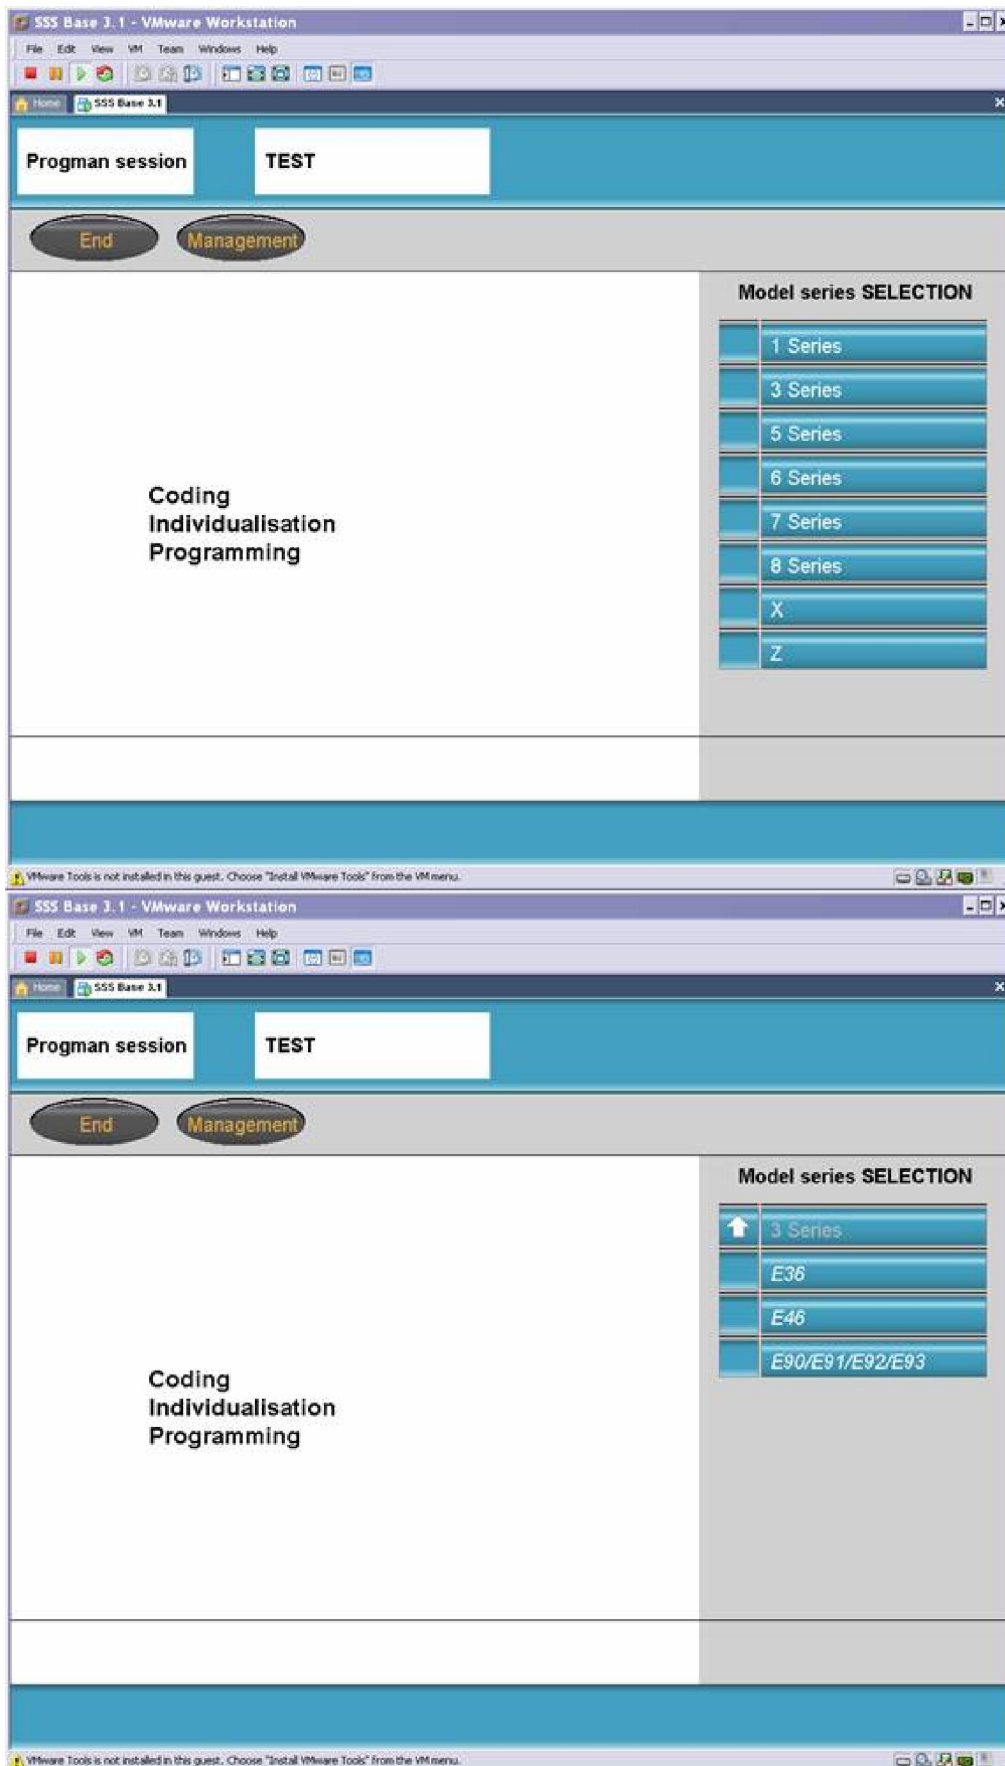 SSS Base 3.1 - VMware Workstation
File Edit View VM Team Windows Help
Home SSS Base 3.1
Progman session TEST
End Management
Model series SELECTION
1 Series
3 Series
5 Series
6 Series
7 Series
8 Series
X
Z
Coding
Individualisation
Programming
VMware Tools is not installed in this guest. Choose "Install VMware Tools" from the VM menu.
SSS Base 3.1 - VMware Workstation
File Edit View VM Team Windows Help
Home SSS Base 3.1
Progman session TEST
End Management
Model series SELECTION
3 Series
E36
E46
E90/E91/E92/E93
Coding
Individualisation
Programming
VMware Tools is not installed in this guest. Choose "Install VMware Tools" from the VM menu.